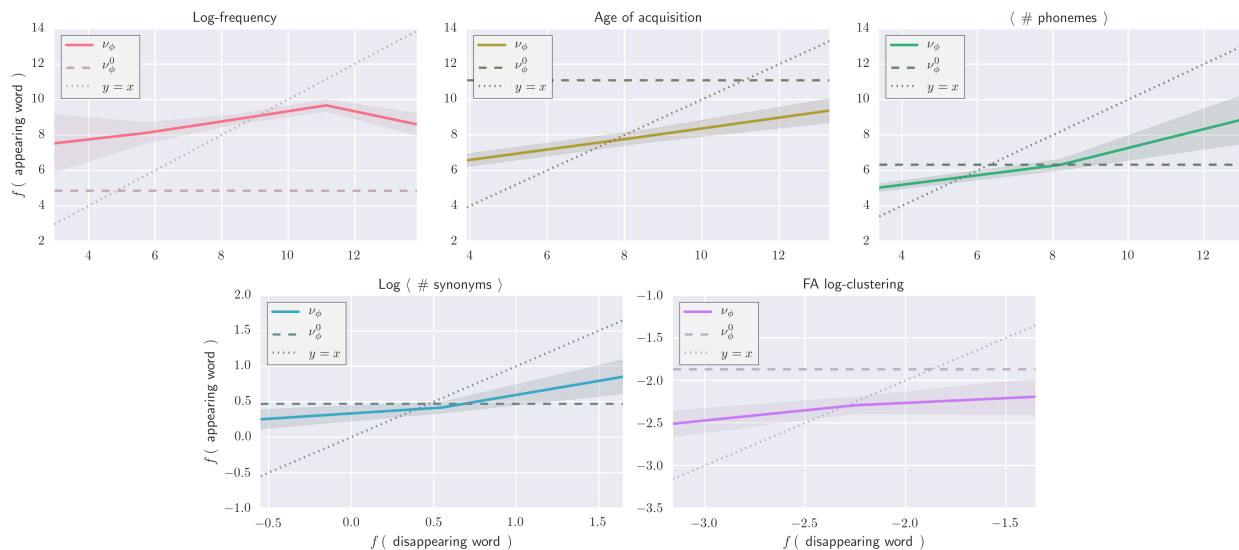 Log-frequency
14
12
10
8
6
4
2
4
6
8
10
12
f ( appearing word )
ν_ϕ
ν_ϕ^0
y = x
Age of acquisition
14
12
10
8
6
4
2
4
6
8
10
12
ν_ϕ
ν_ϕ^0
y = x
⟨ # phonemes ⟩
14
12
10
8
6
4
2
4
6
8
10
12
ν_ϕ
ν_ϕ^0
y = x
Log ⟨ # synonyms ⟩
2.0
1.5
1.0
0.5
0.0
−0.5
−1.0
−0.5
0.0
0.5
1.0
1.5
f ( appearing word )
f ( disappearing word )
ν_ϕ
ν_ϕ^0
y = x
FA log-clustering
−1.0
−1.5
−2.0
−2.5
−3.0
−3.5
−3.0
−2.5
−2.0
−1.5
f ( disappearing word )
ν_ϕ
ν_ϕ^0
y = x